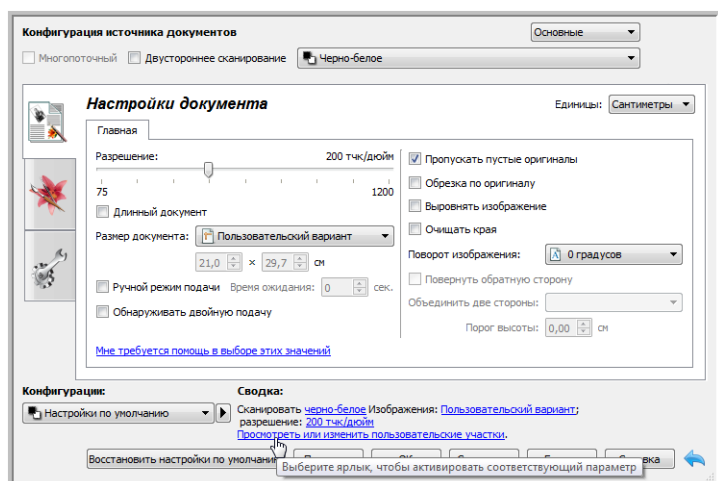 Конфигурация источника документов
Основные
Многопоточный Двустороннее сканирование Черно-белое
Настройки документа
Единицы: Сантиметры
Главная
Разрешение: 200 тчк/дюйм
75 1200
Длинный документ
Размер документа: Пользовательский вариант
21,0 × 29,7 см
Ручной режим подачи Время ожидания: 0 сек.
Обнаруживать двойную подачу
Мне требуется помощь в выборе этих значений
Пропускать пустые оригиналы
Обрезка по оригиналу
Выровнять изображение
Очищать края
Поворот изображения: 0 градусов
Повернуть обратную сторону
Объединить две стороны:
Порог высоты: 0,00 см
Конфигурации:
Настройки по умолчанию
Сводка:
Сканировать черно-белое Изображения: Пользовательский вариант;
разрешение: 200 тчк/дюйм
Просмотреть или изменить пользовательские участки.
Восстановить настройки по умолчанию
Выберите ярлык, чтобы активировать соответствующий параметр